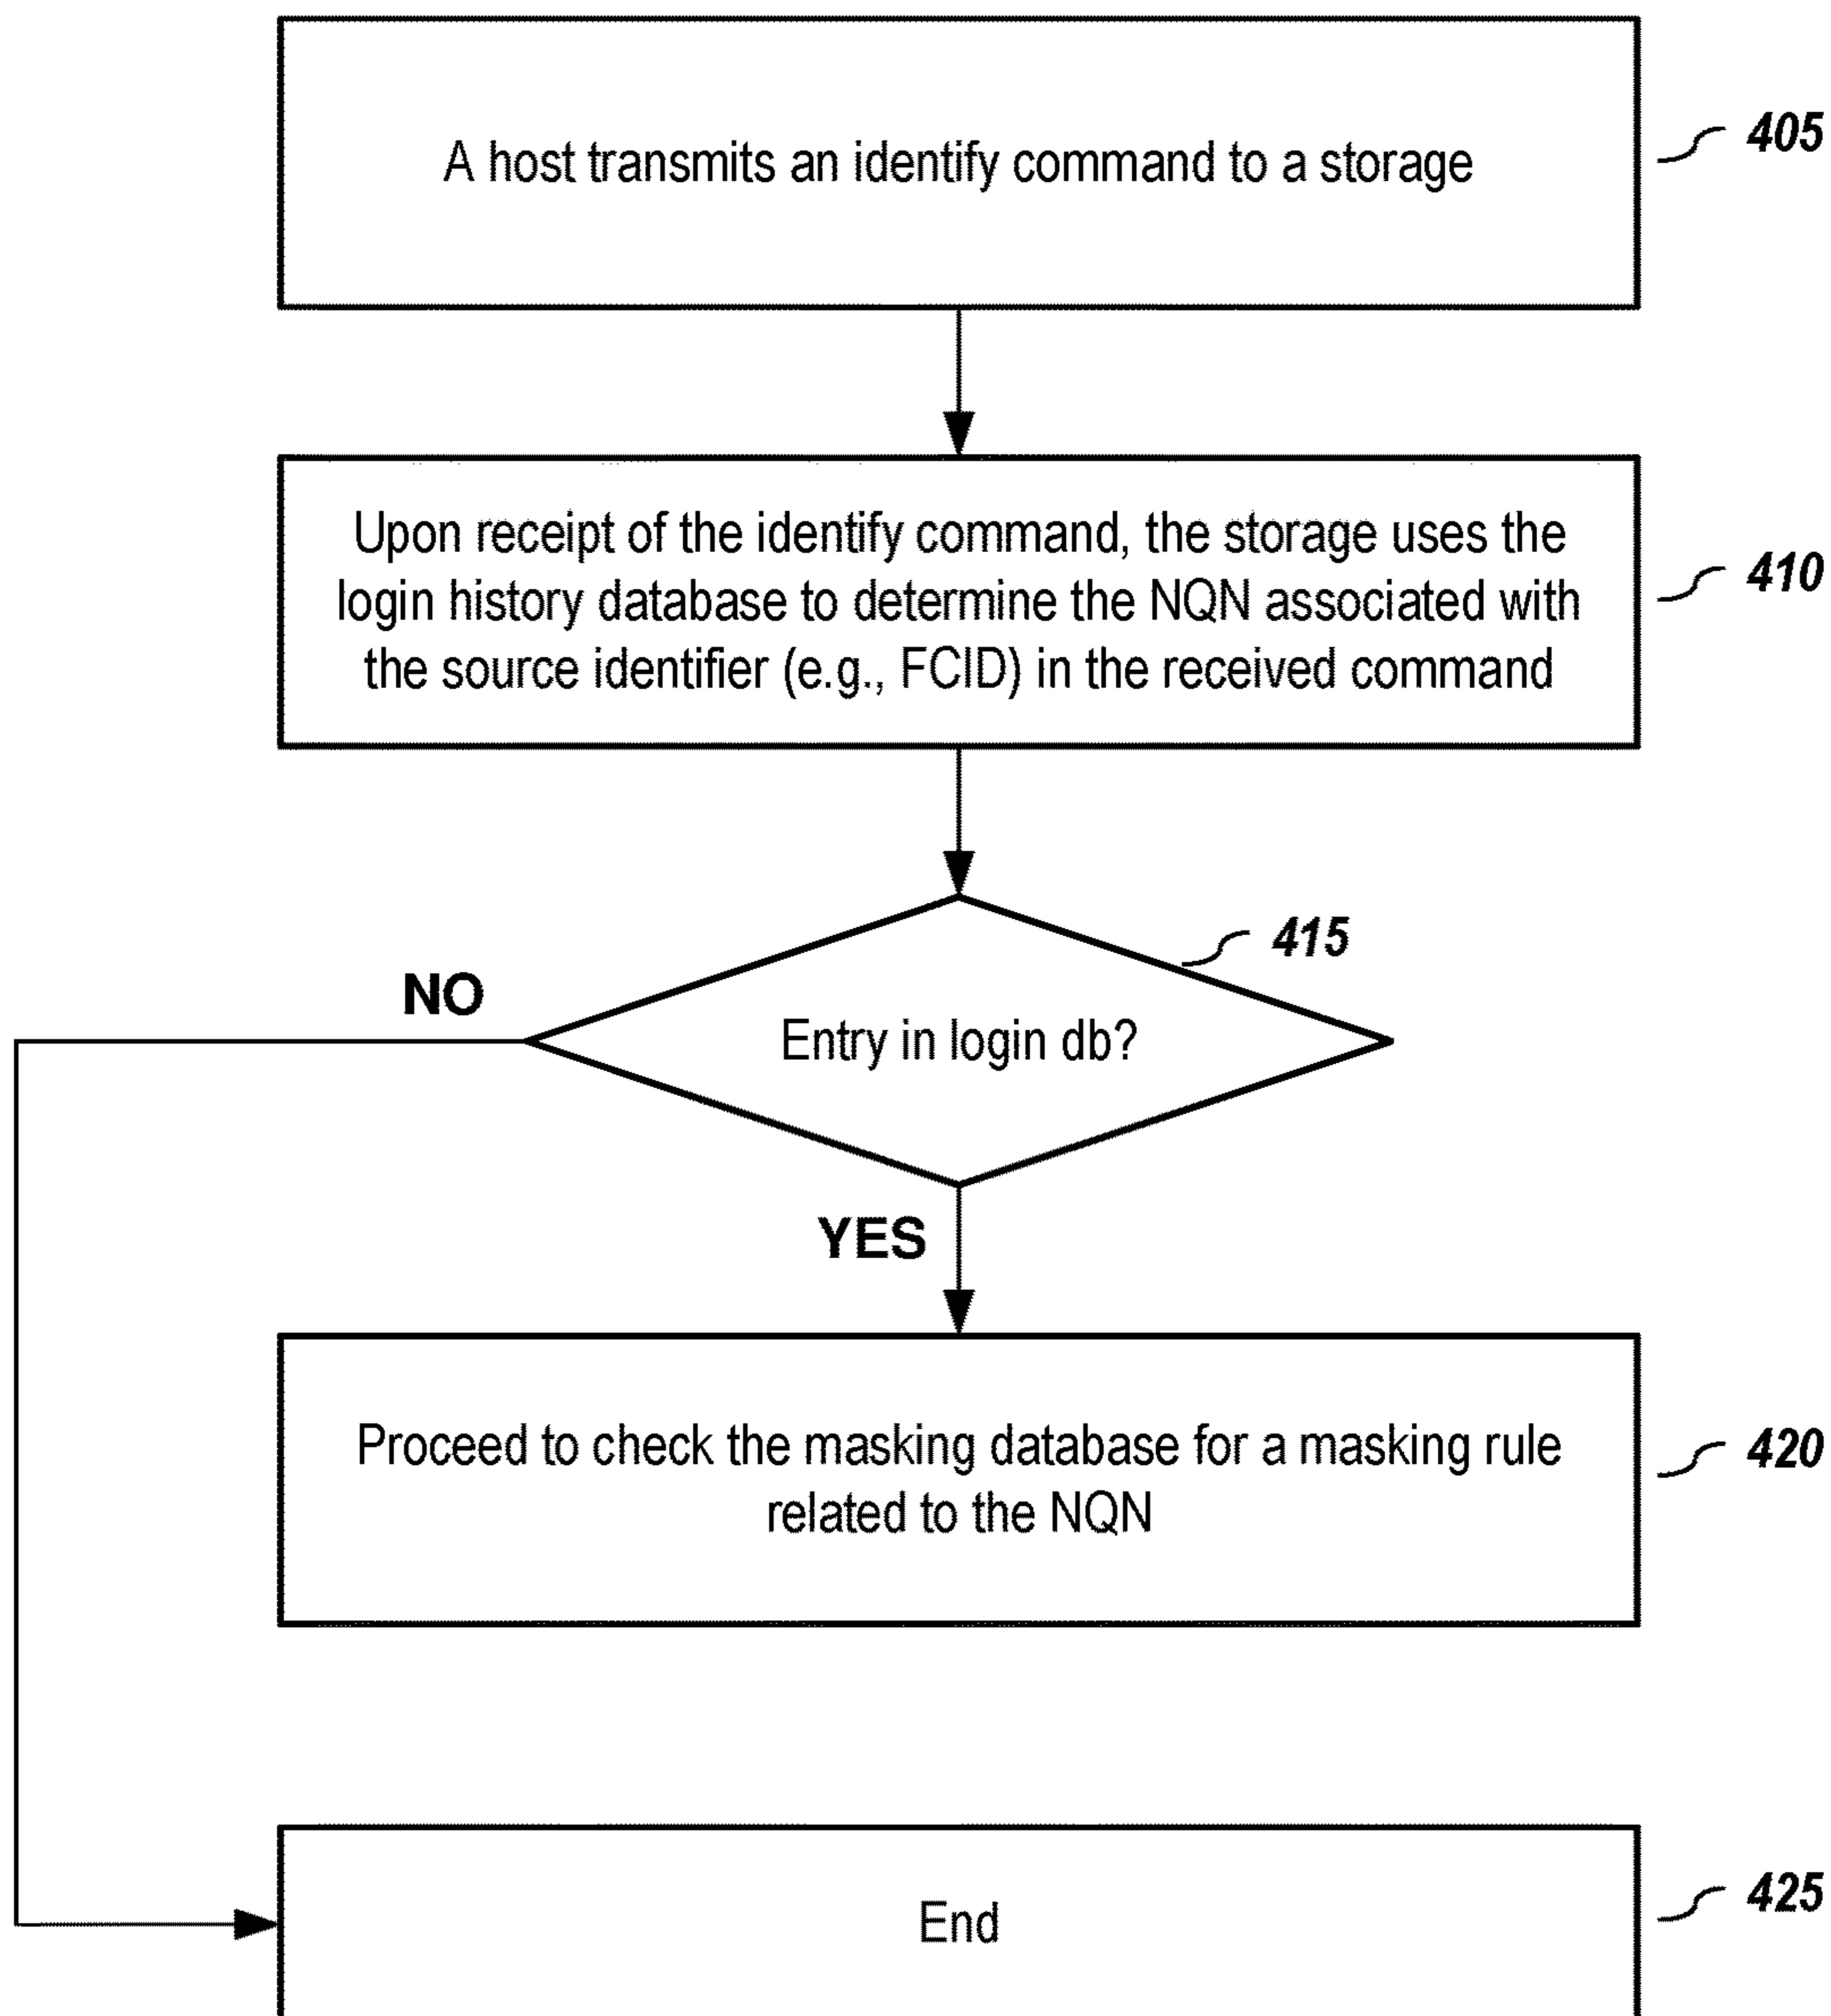 A host transmits an identify command to a storage
405
Upon receipt of the identify command, the storage uses the
login history database to determine the NQN associated with
the source identifier (e.g., FCID) in the received command
410
415
NO
Entry in login db?
YES
Proceed to check the masking database for a masking rule
related to the NQN
420
End
425